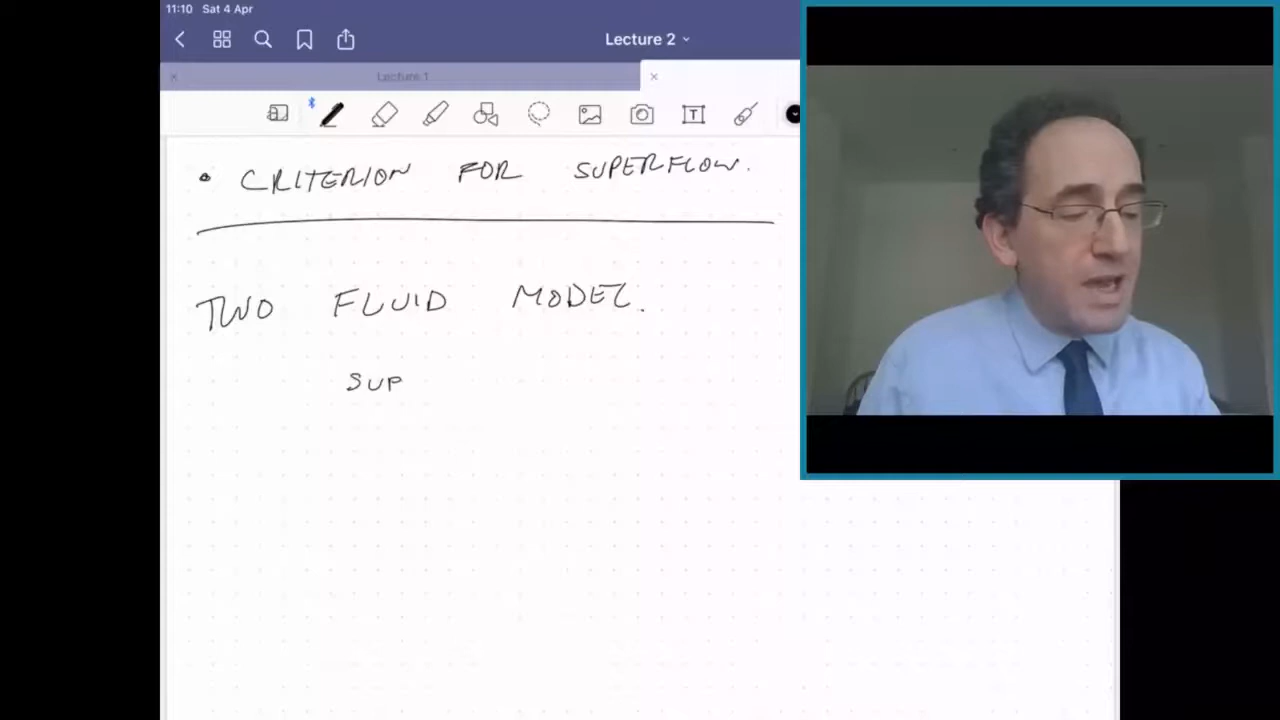 11:10 Sat 4 Apr
Lecture 2
Lecture 1
T
• CRITERION FOR SUPERFLOW.
TWO FLUID MODEL.
SUP